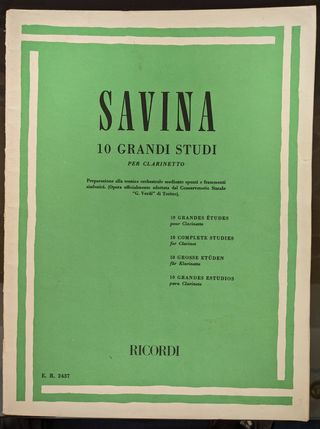 SAVINA
10 GRANDI STUDI
PER CLARINETTO
Preparazione alla tecnica orchestrale mediante spunti e frammenti
sinfonici. (Opera ufficialmente adottata dal Conservatorio Statale
"G. Verdi" di Torino).
10 GRANDES ÉTUDES
pour Clarinette
10 COMPLETE STUDIES
for Clarinet
10 GROSSE ETÜDEN
für Klarinette
10 GRANDES ESTUDIOS
para Clarinete
RICORDI
E. R. 2437